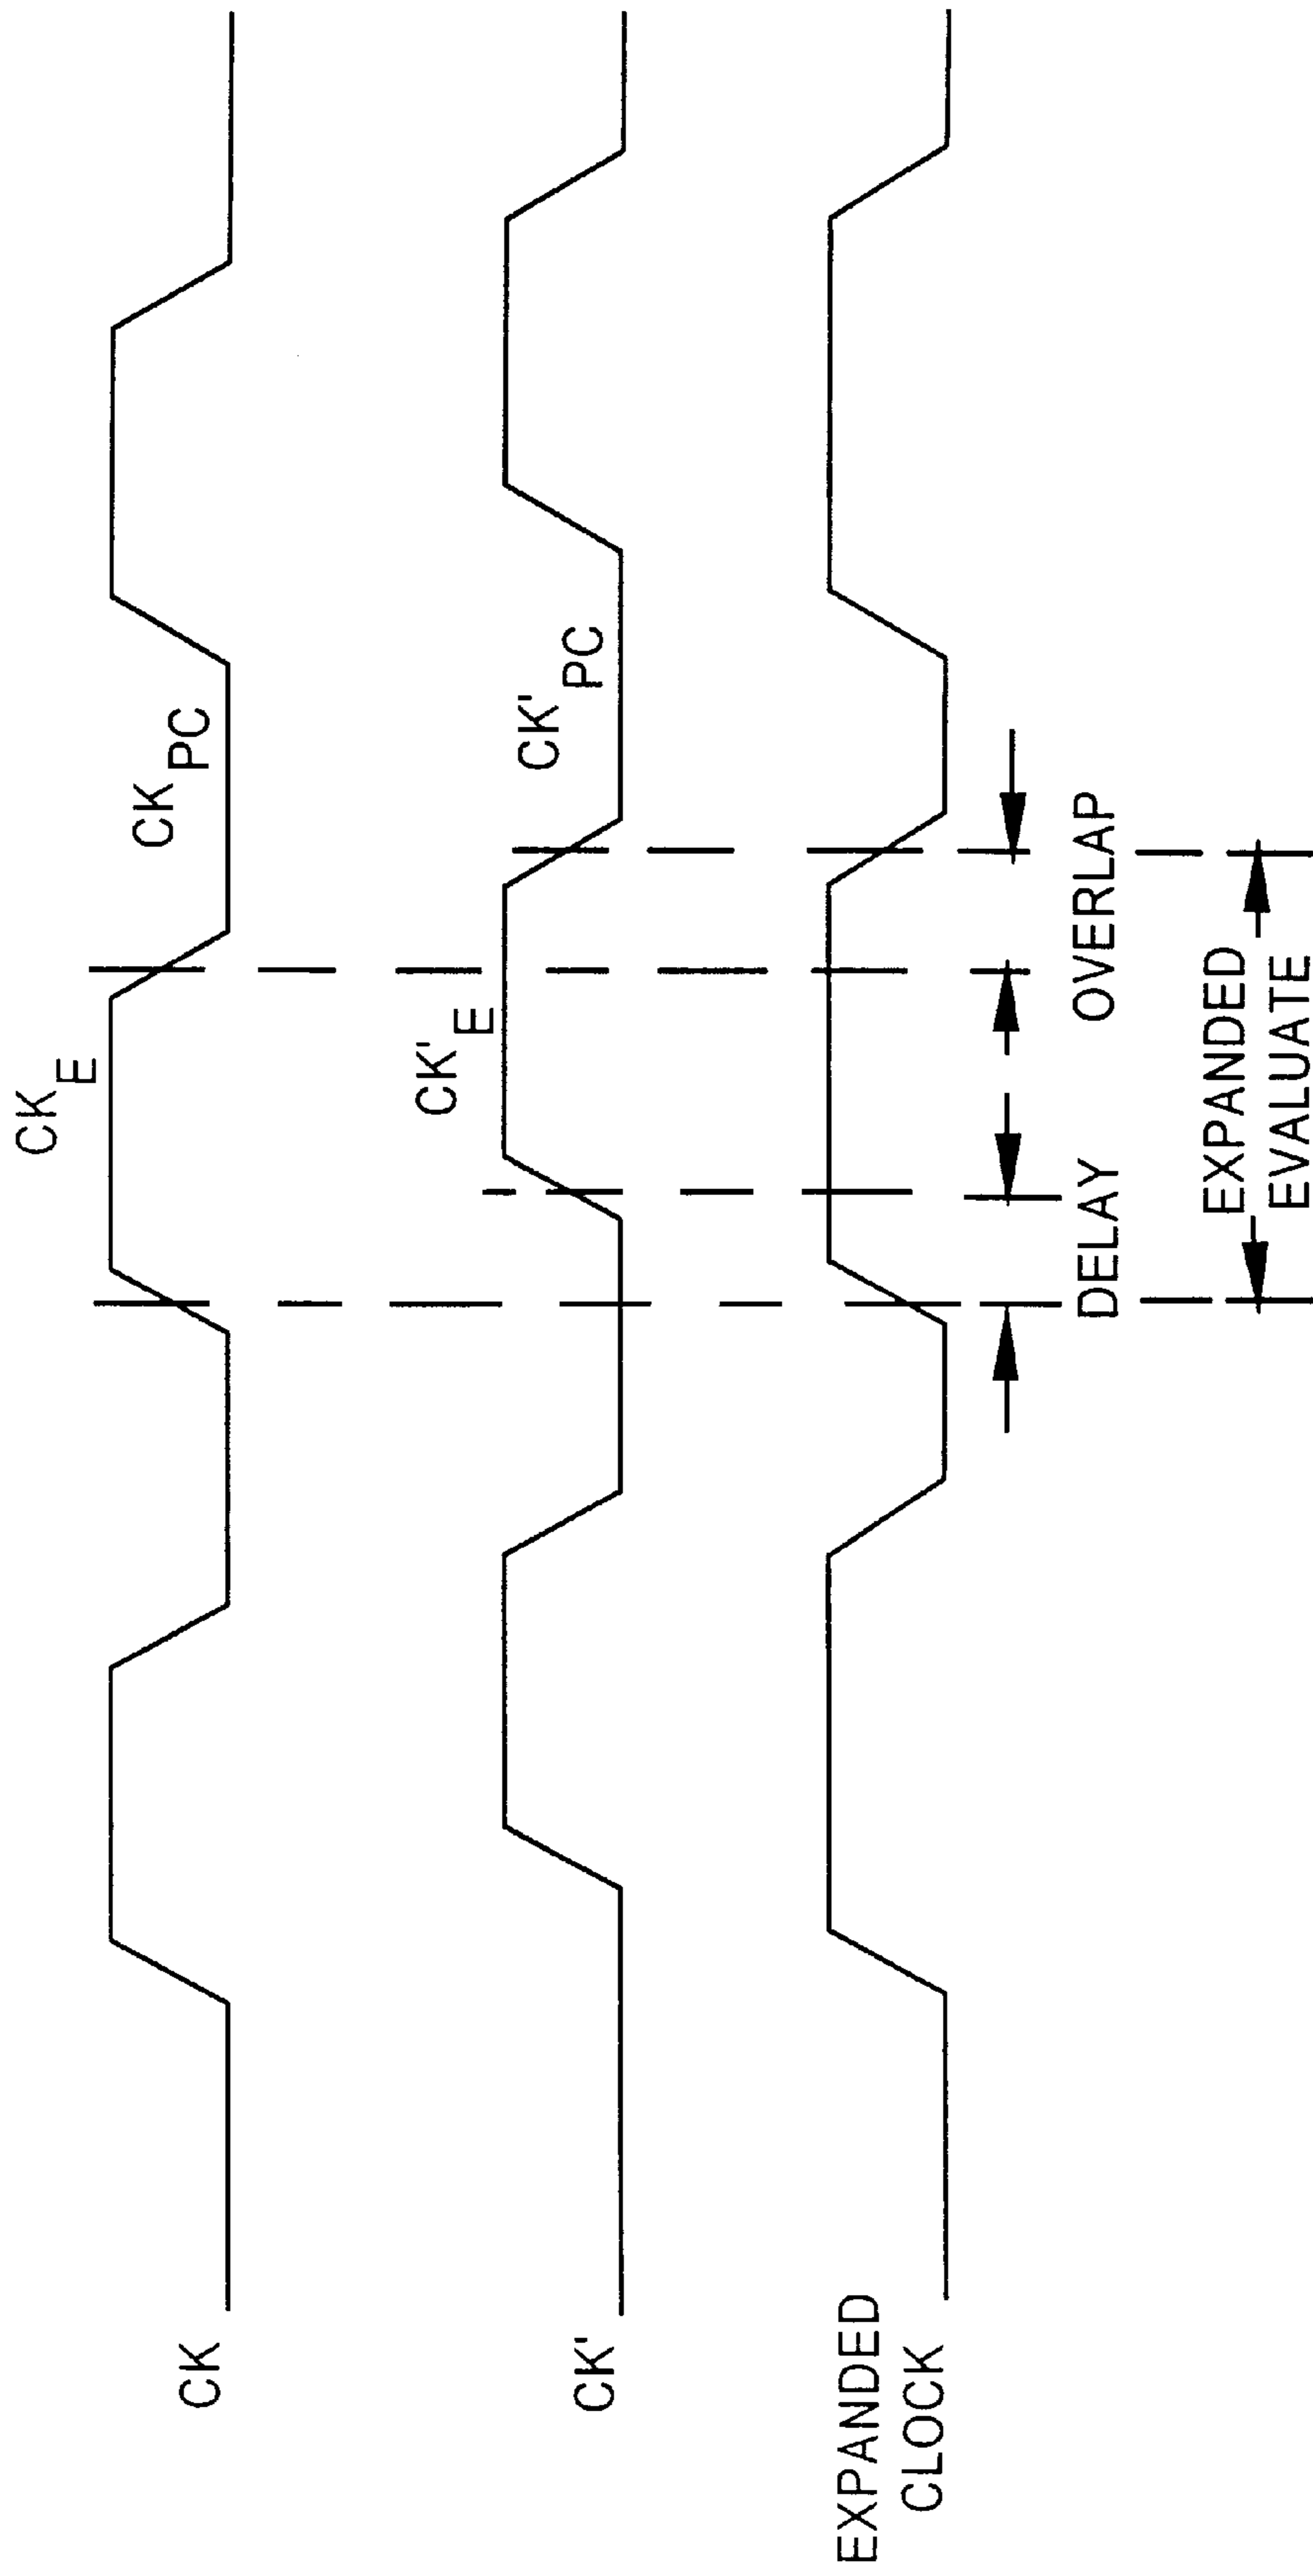 CK
CK E
CK PC
CK'
CK' E
CK' PC
EXPANDED
CLOCK
DELAY
OVERLAP
EXPANDED
EVALUATE